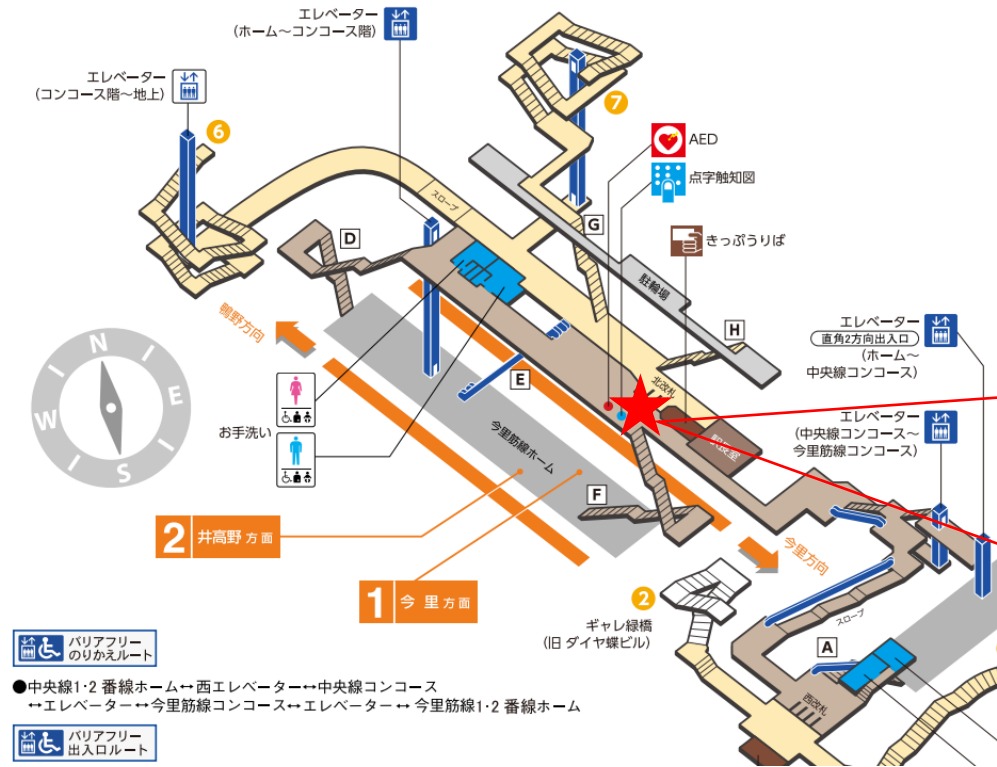 エレベーター
(ホーム〜コンコース階)
エレベーター
(コンコース階〜地上)
6
7
AED
点字触知図
きっぷうりば
スロープ
D
G
駐輪場
H
鴨野方向
エレベーター
直角2方向出入口
(ホーム〜
中央線コンコース)
北改札
E
N
I
E
I
S
I
W
I
お手洗い
今里筋線ホーム
駅長室
エレベーター
(中央線コンコース〜
今里筋線コンコース)
F
2 井高野 方面
1 今里 方面
今里方向
2
ギャレ緑橋
(旧 ダイヤ蝶ビル)
スロープ
A
西改札
バリアフリー
のりかえルート
●中央線1・2 番線ホーム↔西エレベーター↔中央線コンコース
↔エレベーター↔今里筋線コンコース↔エレベーター↔今里筋線1・2 番線ホーム
バリアフリー
出入口ルート